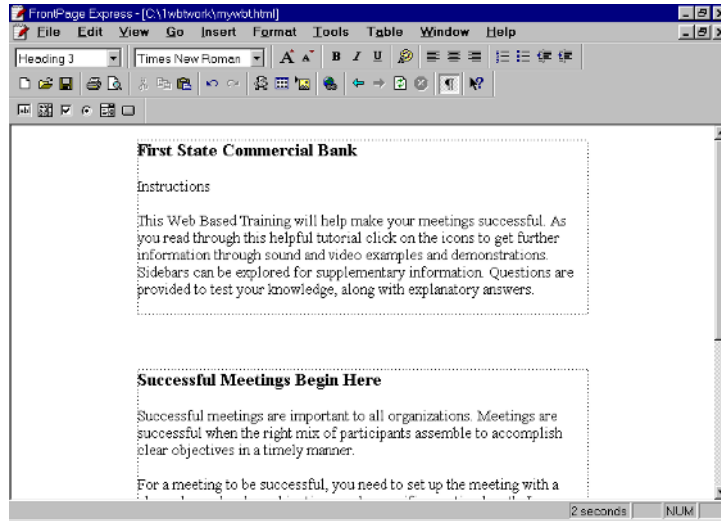 FrontPage Express - [C:\1wbtwork\mywbt.html]
File Edit View Go Insert Format Tools Table Window Help
Heading 3 Times New Roman
First State Commercial Bank
Instructions
This Web Based Training will help make your meetings successful. As
you read through this helpful tutorial click on the icons to get further
information through sound and video examples and demonstrations.
Sidebars can be explored for supplementary information. Questions are
provided to test your knowledge, along with explanatory answers.
Successful Meetings Begin Here
Successful meetings are important to all organizations. Meetings are
successful when the right mix of participants assemble to accomplish
clear objectives in a timely manner.
For a meeting to be successful, you need to set up the meeting with a
2 seconds NUM